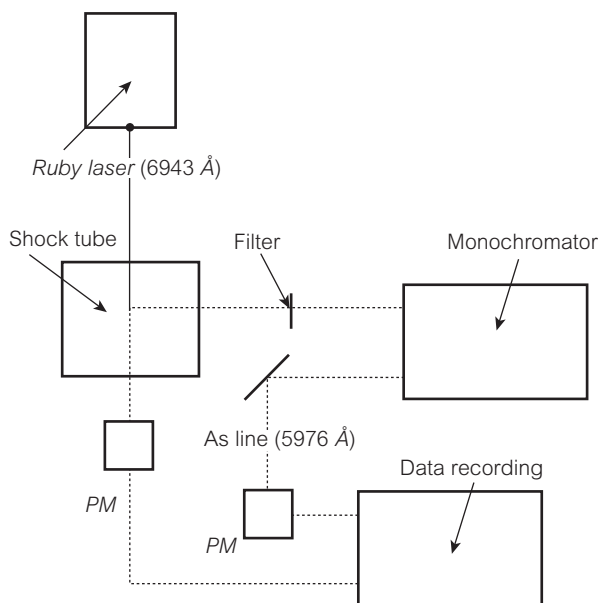 Ruby laser (6943 Å)
Shock tube
Filter
Monochromator
As line (5976 Å)
Data recording
PM
PM